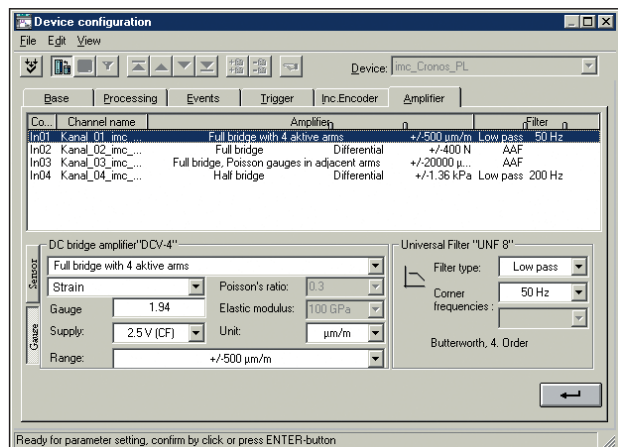 Device configuration
File Edit View
Device: imc_Cronos_PL
Base Processing Events Trigger Inc.Encoder Amplifier
Co... Channel name Amplifier Filter
In01 Kanal_01_imc_... Full bridge with 4 aktive arms +/-500 µm/m Low pass 50 Hz
In02 Kanal_02_imc_... Full bridge Differential +/-400 N AAF
In03 Kanal_03_imc_... Full bridge, Poisson gauges in adjacent arms +/-20000 µ... AAF
In04 Kanal_04_imc_... Half bridge Differential +/-1.36 kPa Low pass 200 Hz
Sensor
Gauge
DC bridge amplifier"DCV-4"
Full bridge with 4 aktive arms
Strain Poisson's ratio: 0.3
Gauge 1.94 Elastic modulus: 100 GPa
Supply: 2.5 V (CF) Unit: µm/m
Range: +/-500 µm/m
Universal Filter "UNF 8"
Filter type: Low pass
Corner 50 Hz
frequencies :
Butterworth, 4. Order
Ready for parameter setting, confirm by click or press ENTER-button